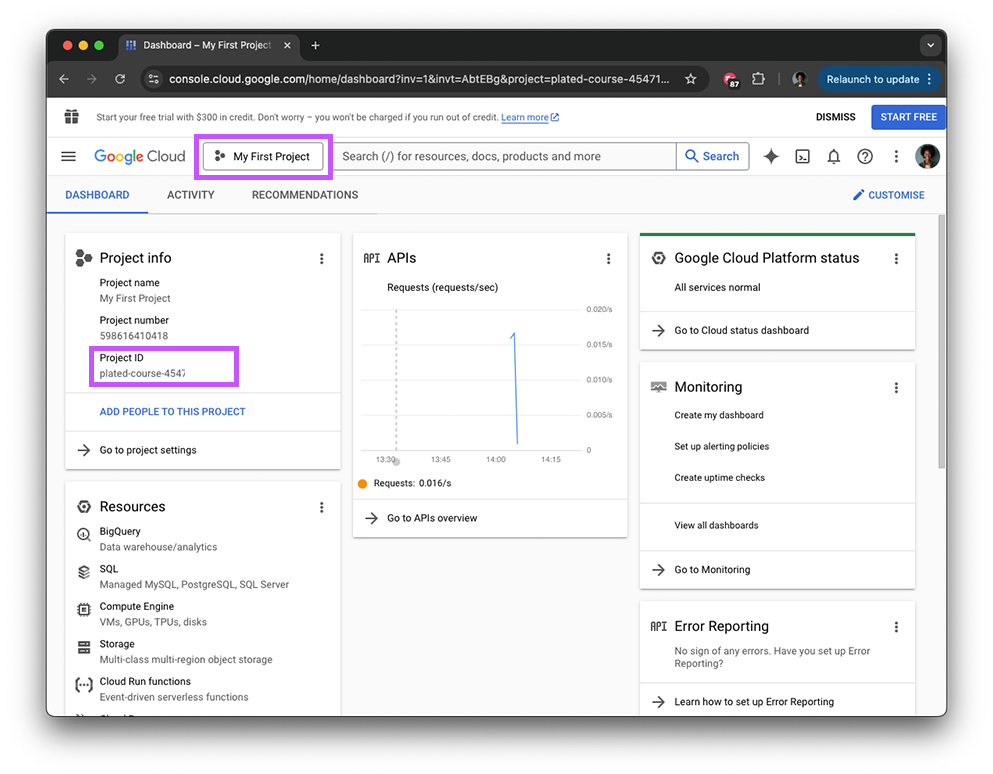 Dashboard – My First Project
console.cloud.google.com/home/dashboard?inv=1&invt=AbtEBg&project=plated-course-45471...
87
Relaunch to update
Start your free trial with $300 in credit. Don't worry – you won't be charged if you run out of credit. Learn more
DISMISS
START FREE
Google Cloud
My First Project
Search (/) for resources, docs, products and more
Search
DASHBOARD
ACTIVITY
RECOMMENDATIONS
CUSTOMISE
Project info
Project name
My First Project
Project number
598616410418
Project ID
plated-course-4547
ADD PEOPLE TO THIS PROJECT
Go to project settings
Resources
BigQuery
Data warehouse/analytics
SQL
Managed MySQL, PostgreSQL, SQL Server
Compute Engine
VMs, GPUs, TPUs, disks
Storage
Multi-class multi-region object storage
Cloud Run functions
Event-driven serverless functions
API APIs
Requests (requests/sec)
0.020/s
0.015/s
0.010/s
0.005/s
0
13:30
13:45
14:00
14:15
Requests: 0.016/s
Go to APIs overview
Google Cloud Platform status
All services normal
Go to Cloud status dashboard
Monitoring
Create my dashboard
Set up alerting policies
Create uptime checks
View all dashboards
Go to Monitoring
API Error Reporting
No sign of any errors. Have you set up Error
Reporting?
Learn how to set up Error Reporting